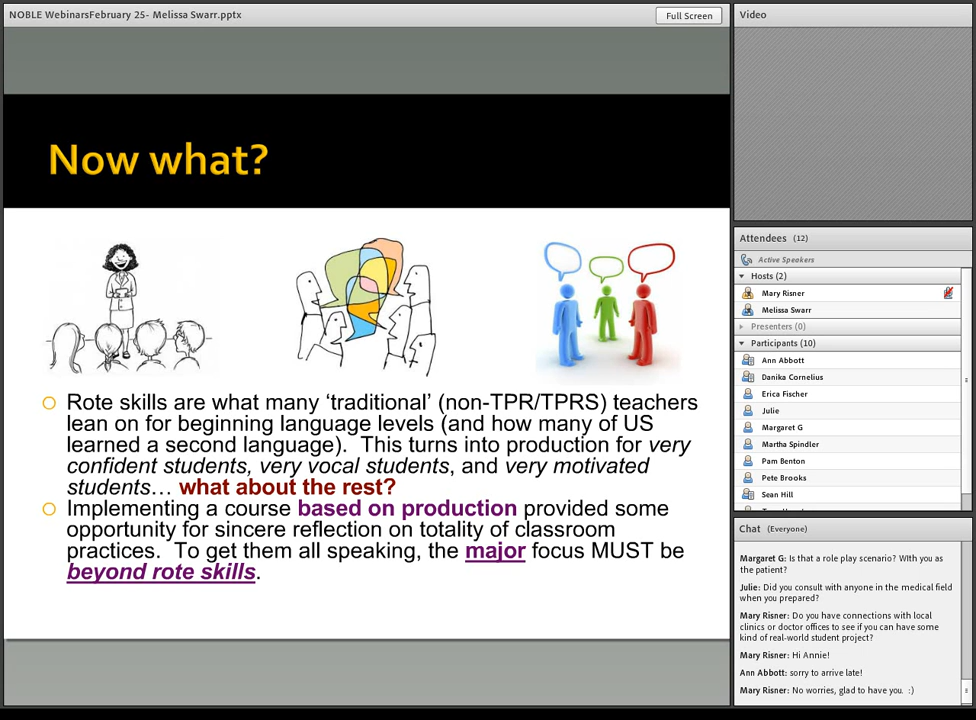 NOBLE WebinarsFebruary 25- Melissa Swarr.pptx
Full Screen
Now what?
Rote skills are what many ‘traditional’ (non-TPR/TPRS) teachers
lean on for beginning language levels (and how many of US
learned a second language).  This turns into production for very
confident students, very vocal students, and very motivated
students… what about the rest?
Implementing a course based on production provided some
opportunity for sincere reflection on totality of classroom
practices.  To get them all speaking, the major focus MUST be
beyond rote skills.
Video
Attendees (12)
Active Speakers
Hosts (2)
Mary Risner
Melissa Swarr
Presenters (0)
Participants (10)
Ann Abbott
Danika Cornelius
Erica Fischer
Julie
Margaret G
Martha Spindler
Pam Benton
Pete Brooks
Sean Hill
Chat (Everyone)
Margaret G: Is that a role play scenario? WIth you as
the patient?
Julie: Did you consult with anyone in the medical field
when you prepared?
Mary Risner: Do you have connections with local
clinics or doctor offices to see if you can have some
kind of real-world student project?
Mary Risner: Hi Annie!
Ann Abbott: sorry to arrive late!
Mary Risner: No worries, glad to have you.  :)